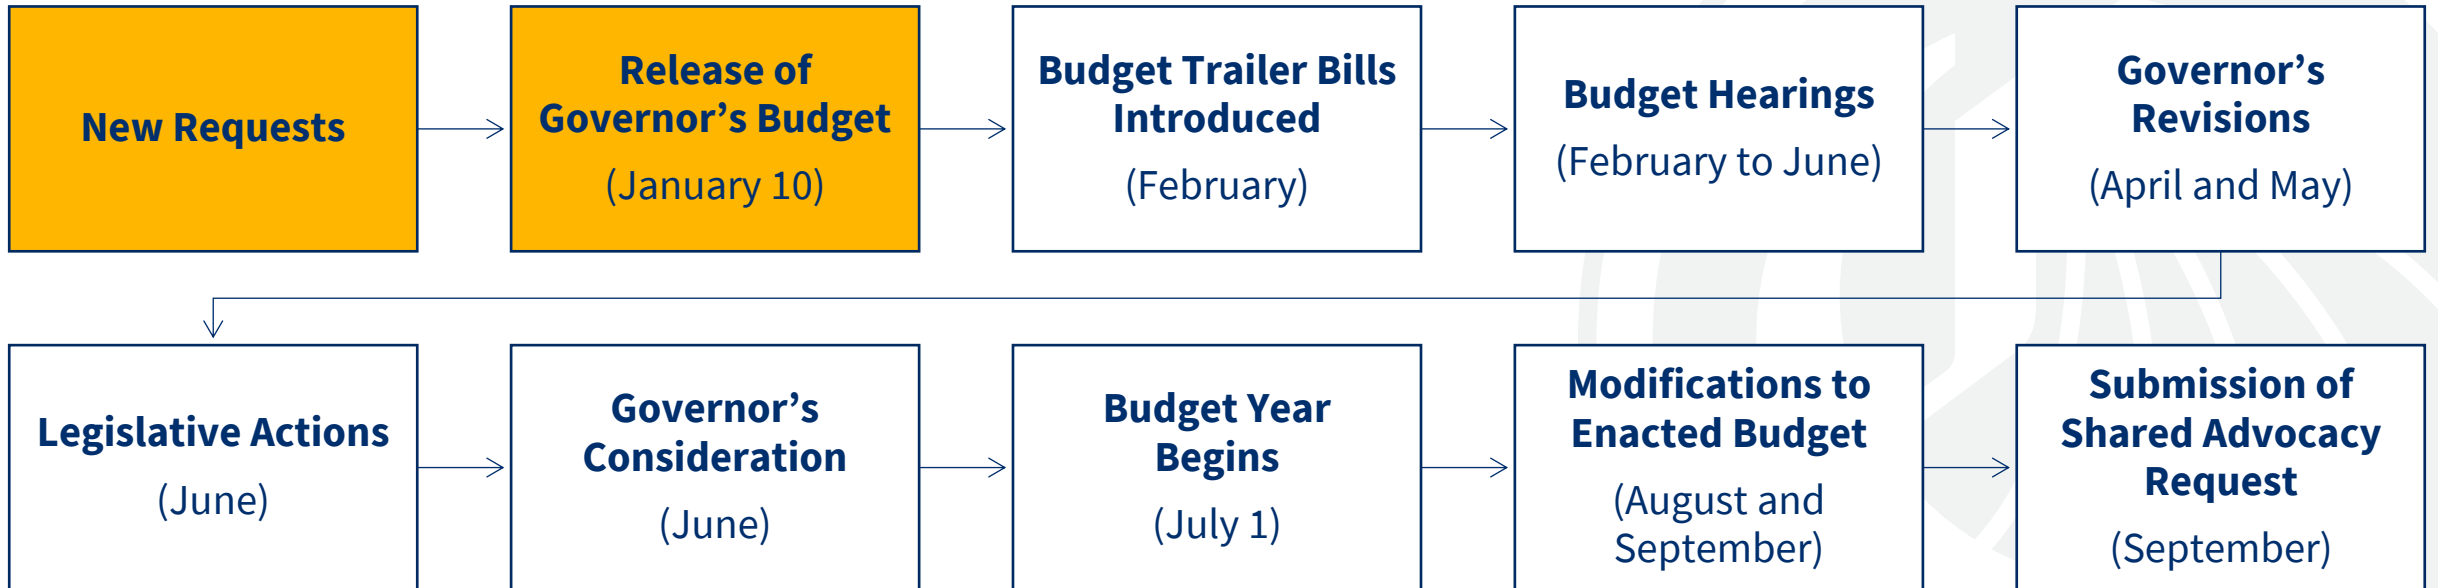 New Requests
Release of
Governor’s Budget
(January 10)
Budget Trailer Bills
Introduced
(February)
Budget Hearings
(February to June)
Governor’s
Revisions
(April and May)
Legislative Actions
(June)
Governor’s
Consideration
(June)
Budget Year
Begins
(July 1)
Modifications to
Enacted Budget
(August and
September)
Submission of
Shared Advocacy
Request
(September)